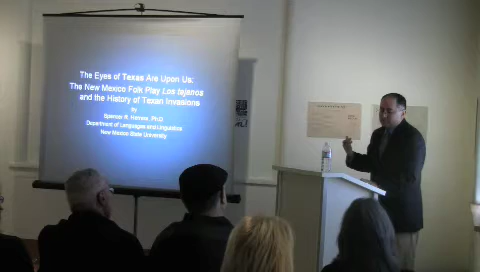 The Eyes of Texas Are Upon Us:
The New Mexico Folk Play Los tejanos
and the History of Texan Invasions
by
Spencer R. Herrera, Ph.D.
Department of Languages and Linguistics
New Mexico State University